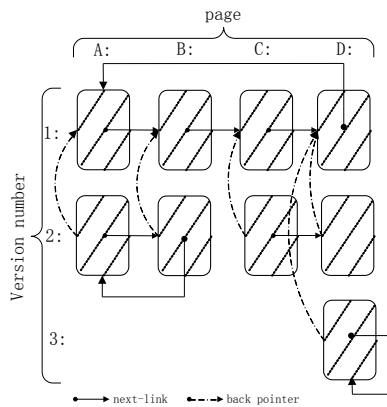 page
A: B: C: D:
Version number
1:
2:
3:
next-link back pointer